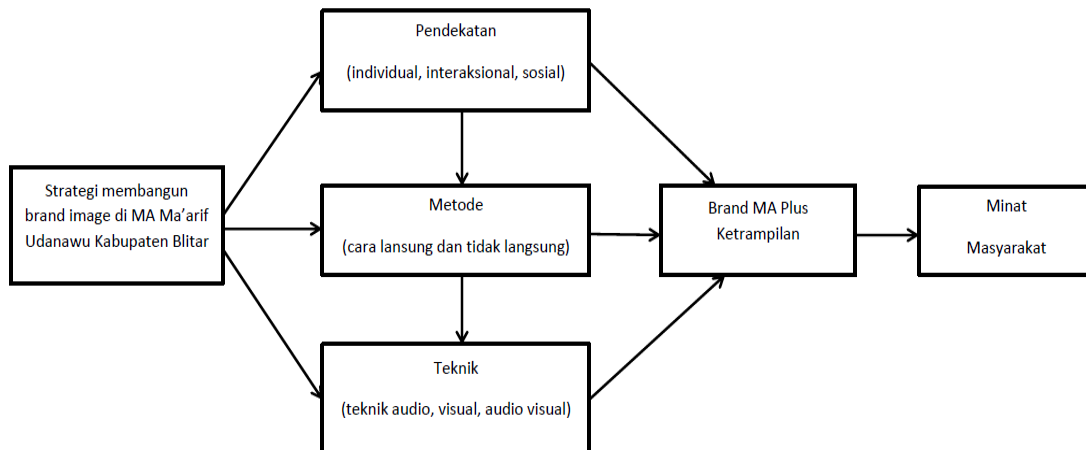 Strategi membangun
brand image di MA Ma’arif
Udanawu Kabupaten Blitar
Pendekatan
(individual, interaksional, sosial)
Metode
(cara lansung dan tidak langsung)
Teknik
(teknik audio, visual, audio visual)
Brand MA Plus
Ketrampilan
Minat
Masyarakat